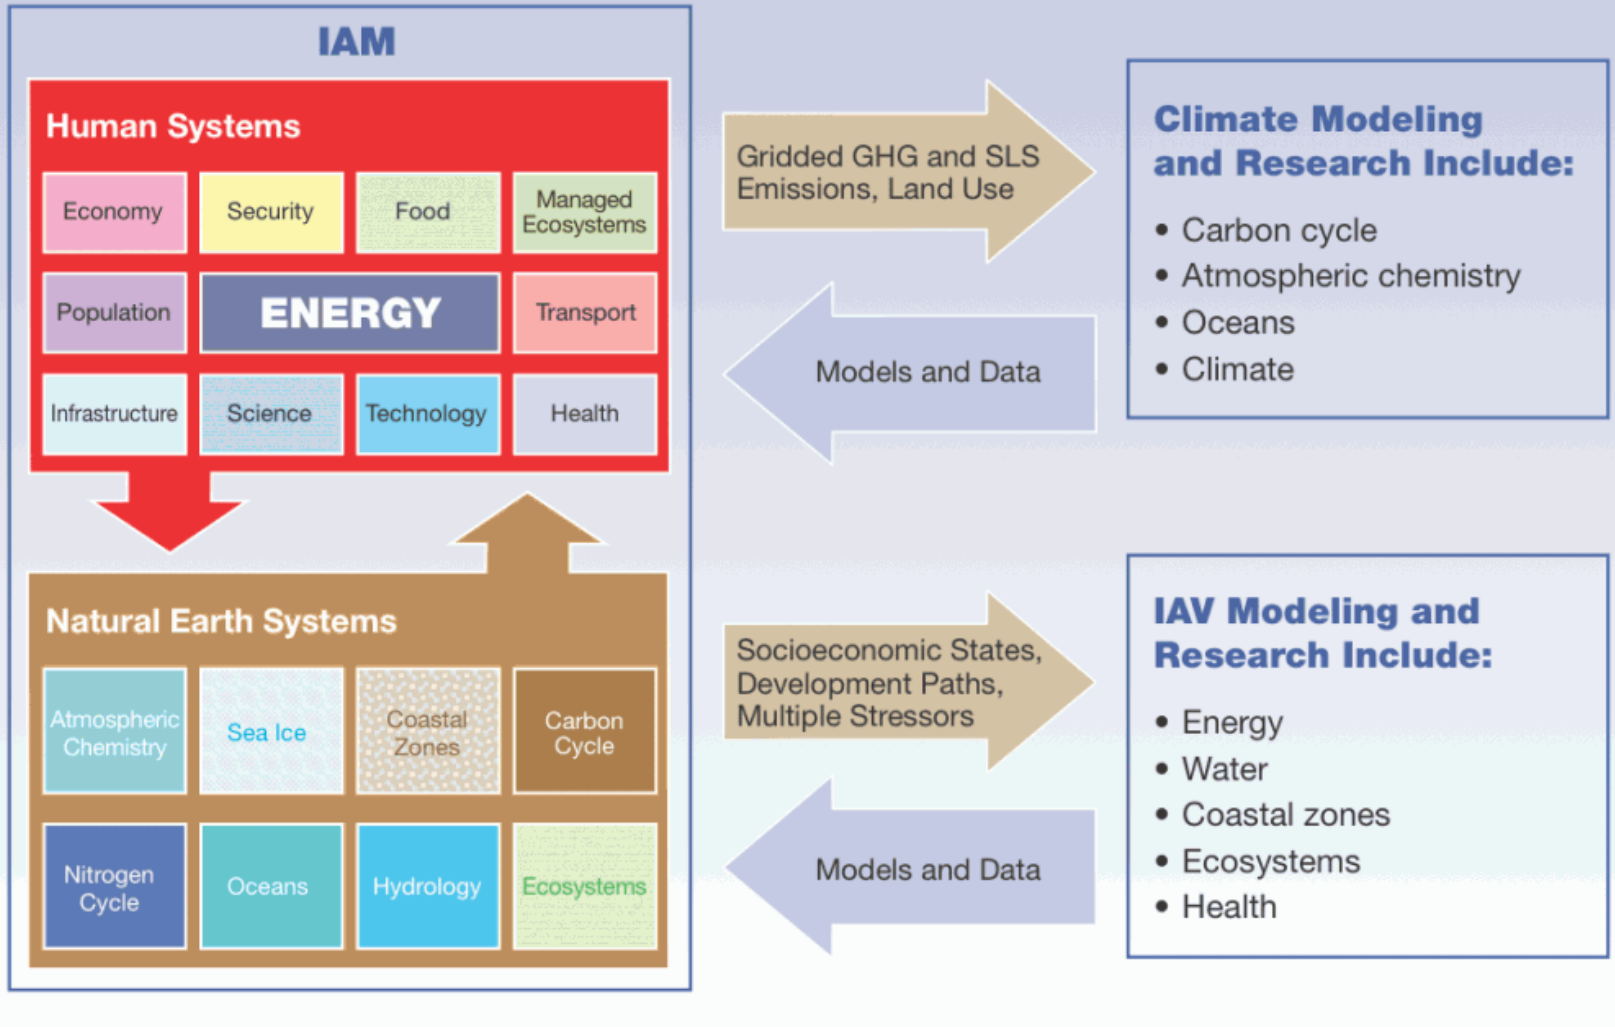 IAM
Human Systems
Economy
Security
Food
Managed
Ecosystems
Population
ENERGY
Transport
Infrastructure
Science
Technology
Health
Natural Earth Systems
Atmospheric
Chemistry
Sea Ice
Coastal
Zones
Carbon
Cycle
Nitrogen
Cycle
Oceans
Hydrology
Ecosystems
Gridded GHG and SLS
Emissions, Land Use
Models and Data
Climate Modeling
and Research Include:
• Carbon cycle
• Atmospheric chemistry
• Oceans
• Climate
Socioeconomic States,
Development Paths,
Multiple Stressors
Models and Data
IAV Modeling and
Research Include:
• Energy
• Water
• Coastal zones
• Ecosystems
• Health